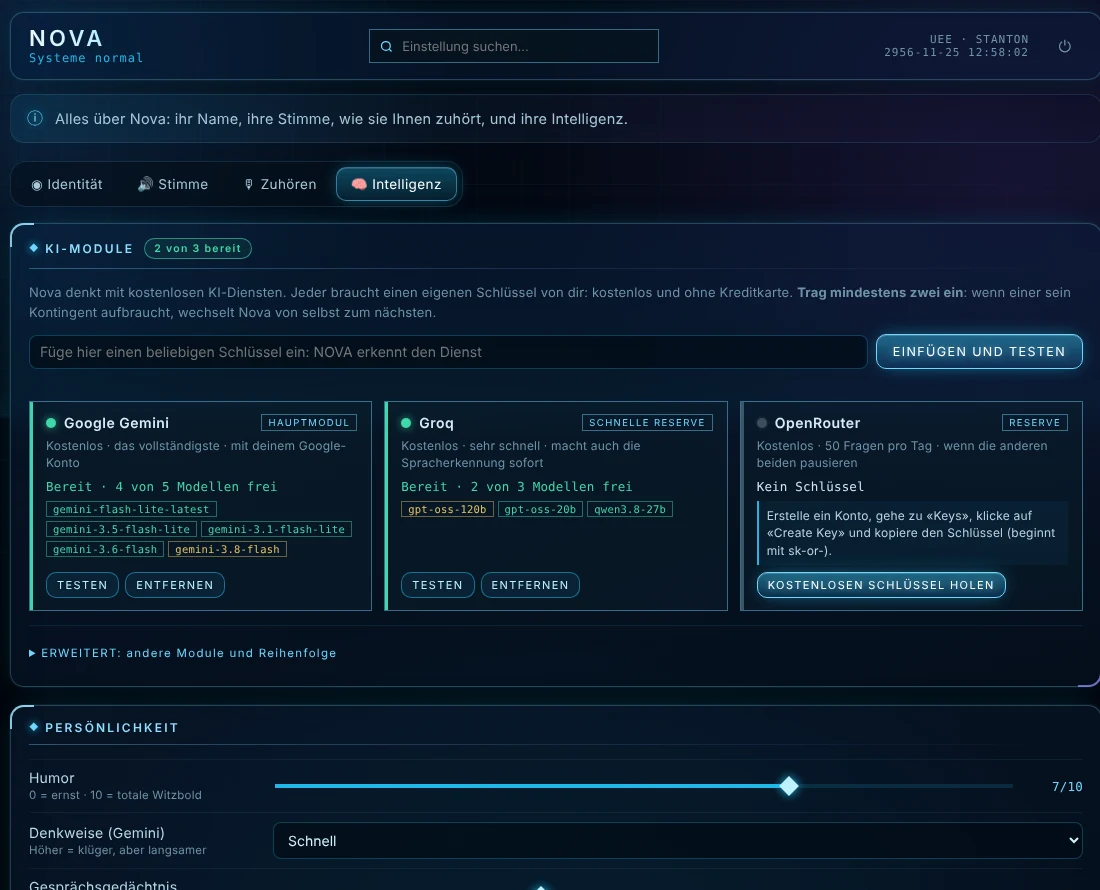 NOVA
Systeme normal
Einstellung suchen...
UEE · STANTON
2956-11-25 12:58:02
Alles über Nova: ihr Name, ihre Stimme, wie sie Ihnen zuhört, und ihre Intelligenz.
Identität
Stimme
Zuhören
Intelligenz
KI-MODULE
2 von 3 bereit
Nova denkt mit kostenlosen KI-Diensten. Jeder braucht einen eigenen Schlüssel von dir: kostenlos und ohne Kreditkarte. Trag mindestens zwei ein: wenn einer sein
Kontingent aufbraucht, wechselt Nova von selbst zum nächsten.
Füge hier einen beliebigen Schlüssel ein: NOVA erkennt den Dienst
EINFÜGEN UND TESTEN
Google Gemini
HAUPTMODUL
Kostenlos · das vollständigste · mit deinem Google-
Konto
Bereit · 4 von 5 Modellen frei
gemini-flash-lite-latest
gemini-3.5-flash-lite gemini-3.1-flash-lite
gemini-3.6-flash gemini-3.8-flash
TESTEN
ENTFERNEN
Groq
SCHNELLE RESERVE
Kostenlos · sehr schnell · macht auch die
Spracherkennung sofort
Bereit · 2 von 3 Modellen frei
gpt-oss-120b gpt-oss-20b qwen3.8-27b
TESTEN
ENTFERNEN
OpenRouter
RESERVE
Kostenlos · 50 Fragen pro Tag · wenn die anderen
beiden pausieren
Kein Schlüssel
Erstelle ein Konto, gehe zu «Keys», klicke auf
«Create Key» und kopiere den Schlüssel (beginnt
mit sk-or-).
KOSTENLOSEN SCHLÜSSEL HOLEN
ERWEITERT: andere Module und Reihenfolge
PERSÖNLICHKEIT
Humor
0 = ernst · 10 = totale Witzbold
7/10
Denkweise (Gemini)
Höher = klüger, aber langsamer
Schnell
Gesprächsgedächtnis